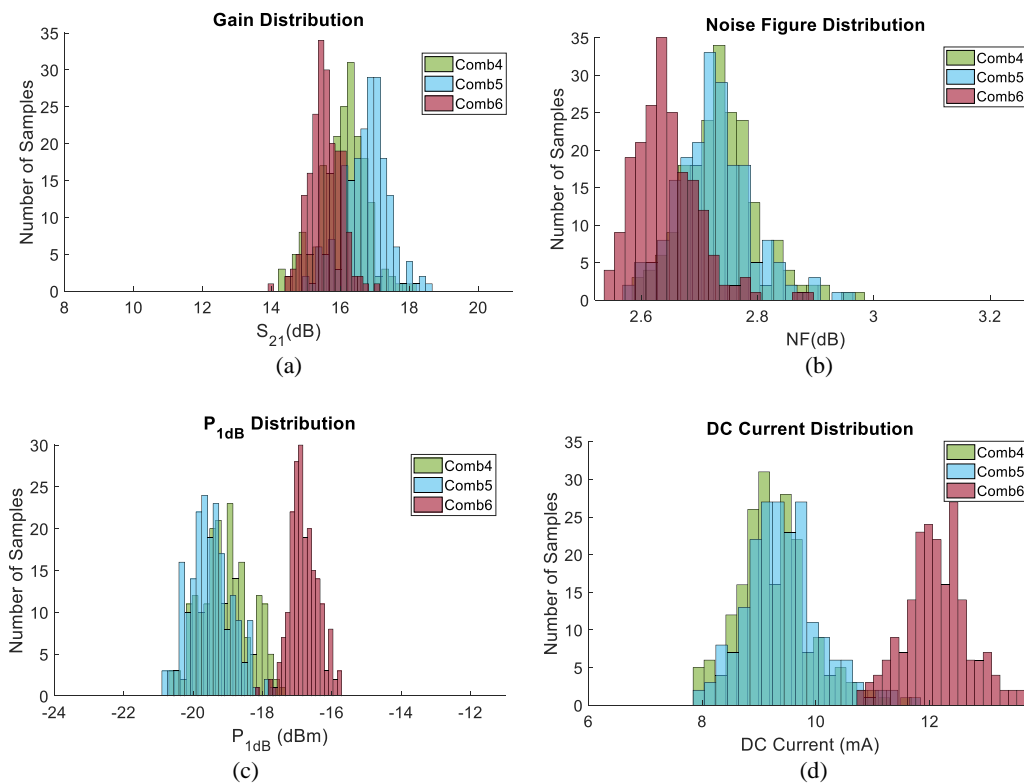 Gain Distribution
Number of Samples
35
30
25
20
15
10
5
0
8
10
12
14
16
18
20
S21(dB)
Comb4
Comb5
Comb6
(a)
Noise Figure Distribution
Number of Samples
35
30
25
20
15
10
5
0
2.6
2.8
3
3.2
NF(dB)
Comb4
Comb5
Comb6
(b)
P1dB Distribution
Number of Samples
30
25
20
15
10
5
0
-24
-22
-20
-18
-16
-14
-12
P1dB (dBm)
Comb4
Comb5
Comb6
(c)
DC Current Distribution
Number of Samples
35
30
25
20
15
10
5
0
6
8
10
12
DC Current (mA)
Comb4
Comb5
Comb6
(d)